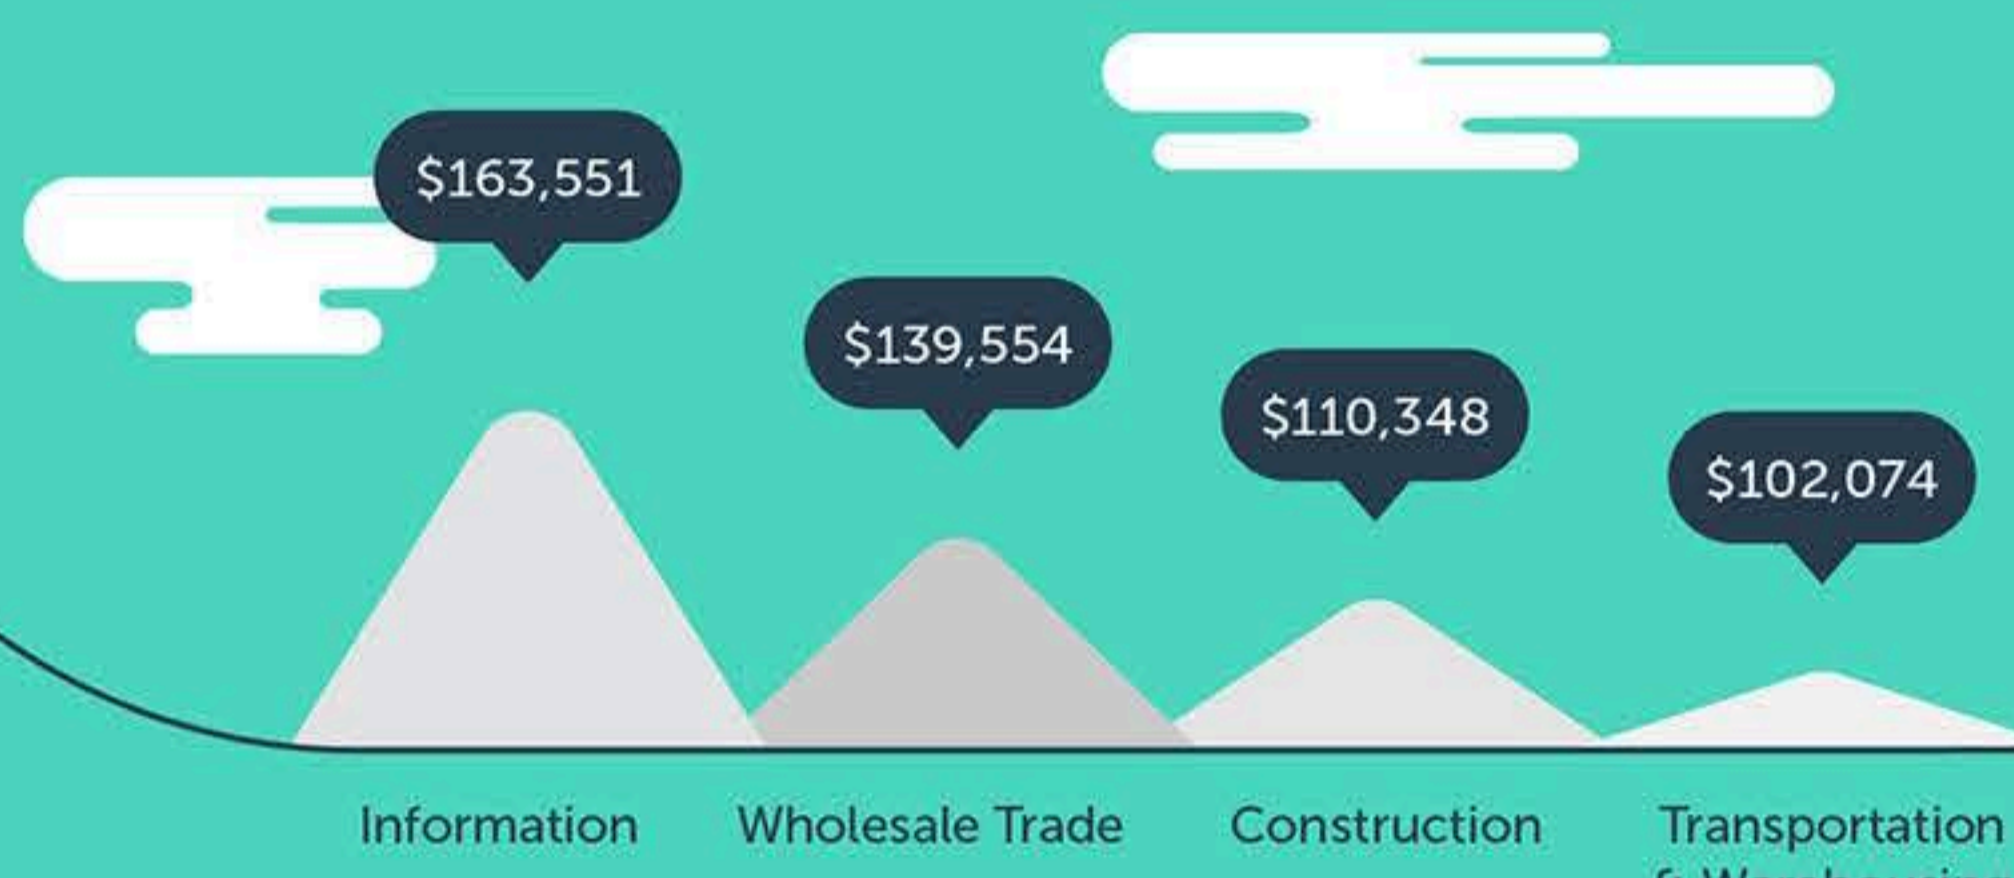 $163,551
$139,554
$110,348
$102,074
Information
Wholesale Trade
Construction
Transportation